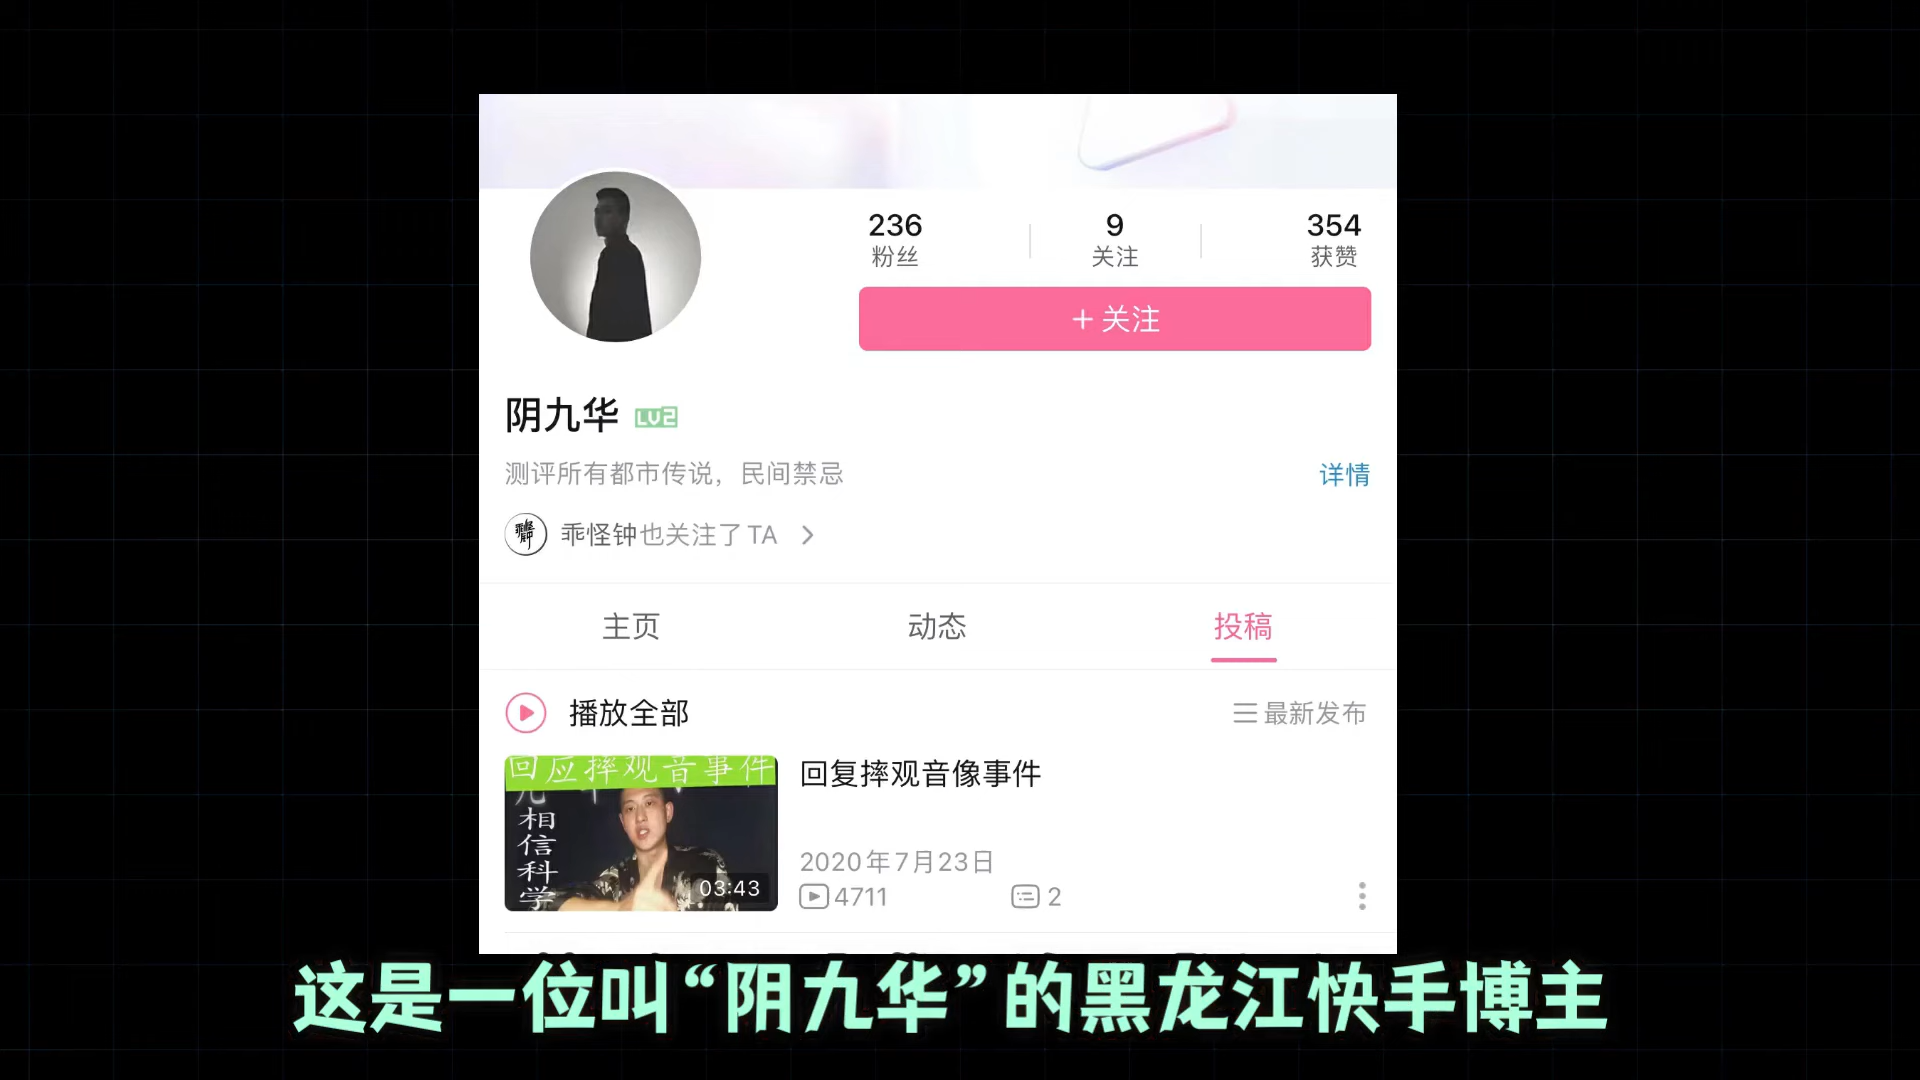 236
粉丝
9
关注
354
获赞
+ 关注
阴九华 LV2
测评所有都市传说，民间禁忌
详情
乖怪钟也关注了TA
主页
动态
投稿
播放全部
最新发布
回应摔观音事件
相信科学
03:43
回复摔观音像事件
2020年7月23日
4711
2
这是一位叫“阴九华”的黑龙江快手博主